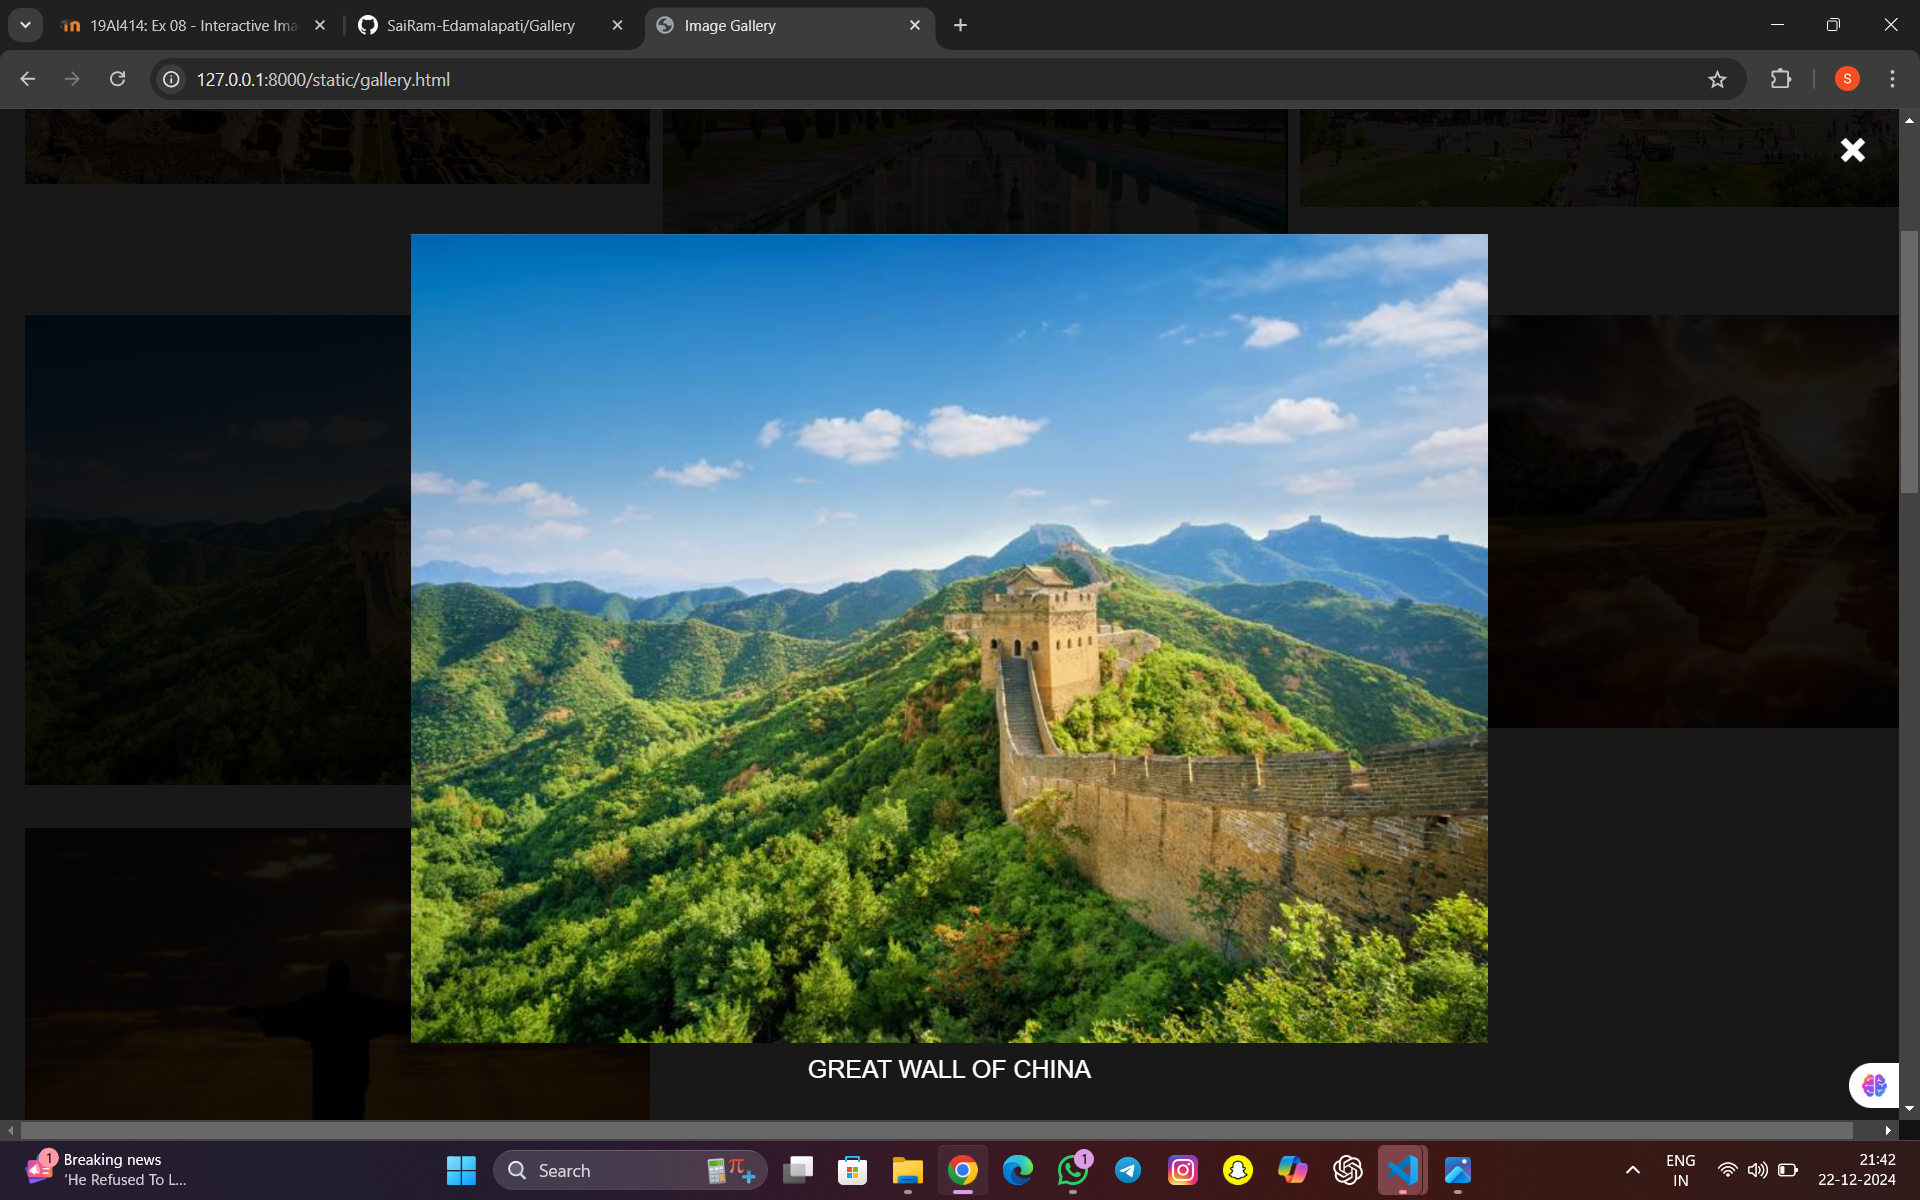 19AI414: Ex 08 - Interactive Ima
SaiRam-Edamalapati/Gallery
Image Gallery
127.0.0.1:8000/static/gallery.html
S
GREAT WALL OF CHINA
1
Breaking news
'He Refused To L...
Search
1
ENG
IN
21:42
22-12-2024